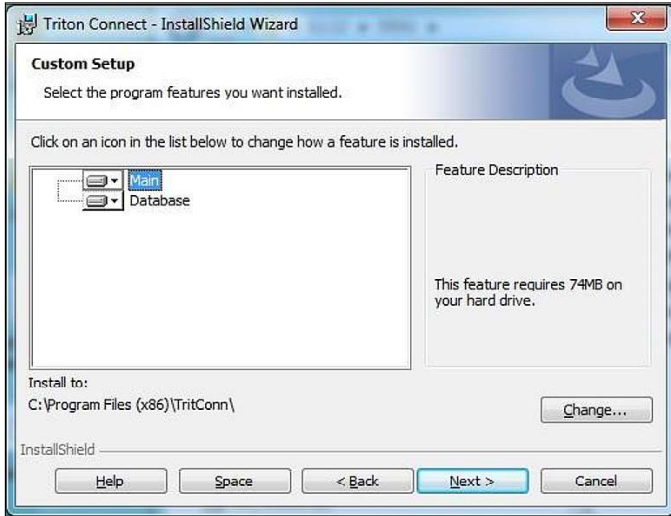 Triton Connect - InstallShield Wizard
Custom Setup
Select the program features you want installed.
Click on an icon in the list below to change how a feature is installed.
Main
Database
Feature Description
This feature requires 74MB on
your hard drive.
Install to:
C:\Program Files (x86)\TritConn\
Change...
InstallShield
Help
Space
< Back
Next >
Cancel